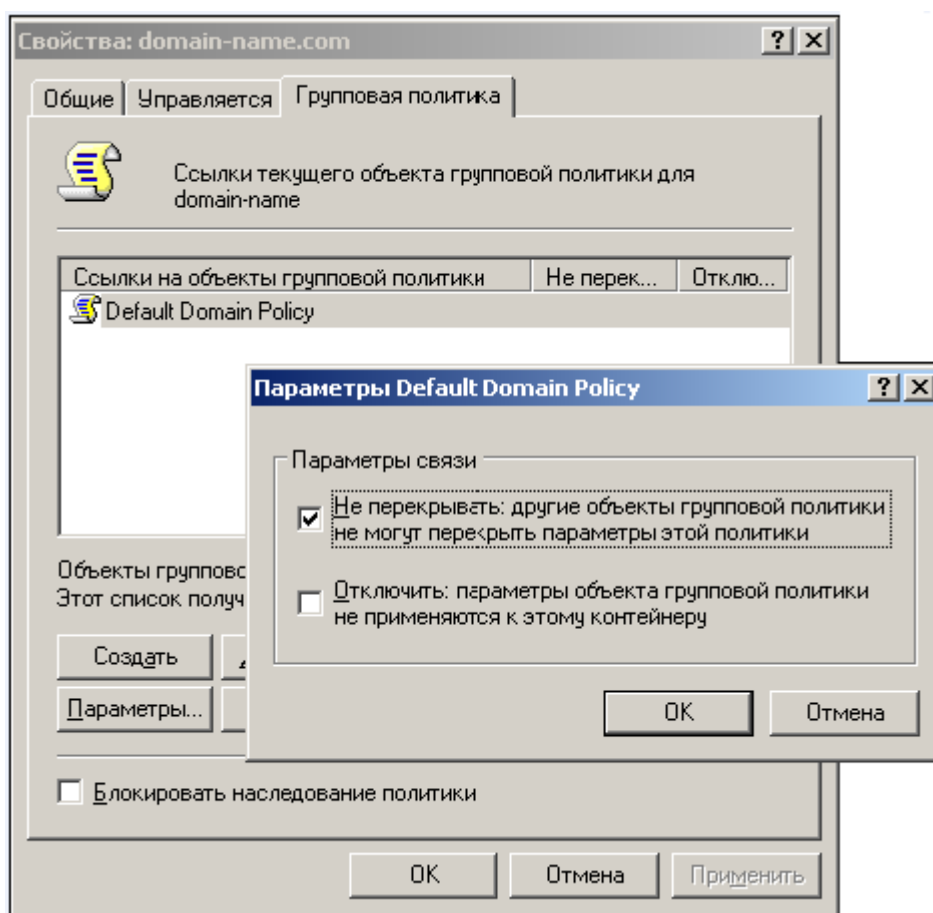 Свойства: domain-name.com
Общие
Управляется
Групповая политика
Ссылки текущего объекта групповой политики для
domain-name
Ссылки на объекты групповой политики
Не перек...
Отклю...
Default Domain Policy
Параметры Default Domain Policy
Параметры связи
Не перекрывать: другие объекты групповой политики
не могут перекрыть параметры этой политики
Отключить: параметры объекта групповой политики
не применяются к этому контейнеру
OK
Отмена
Объекты
Этот список
Создать
Параметры...
Блокировать наследование политики
OK
Отмена
Применить